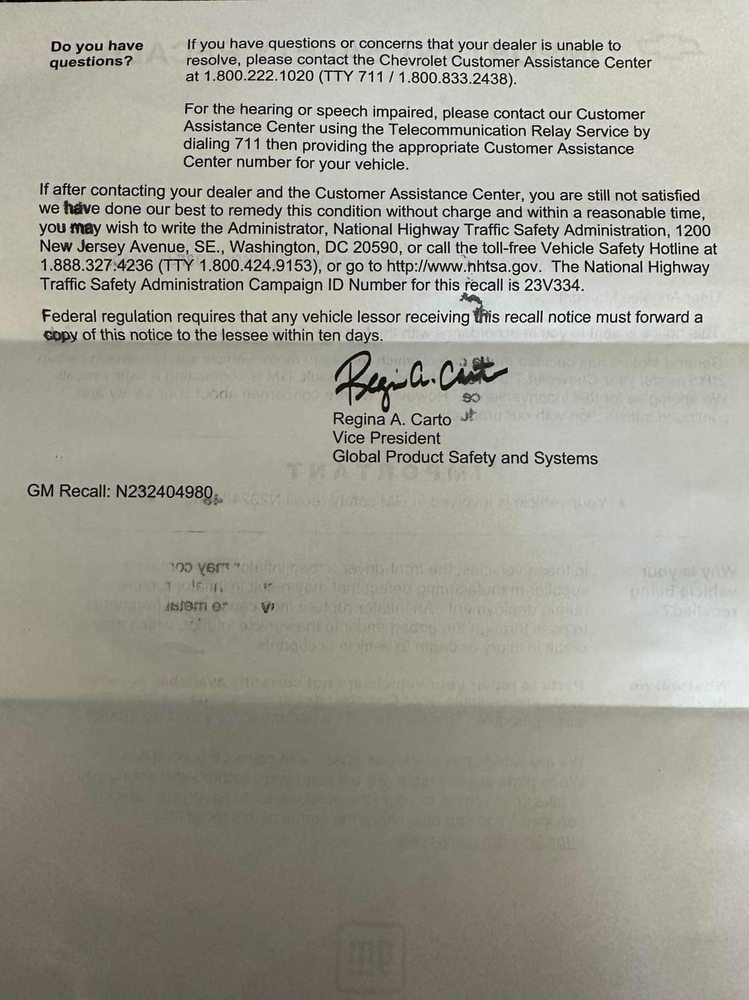 Do you have questions?
If you have questions or concerns that your dealer is unable to
resolve, please contact the Chevrolet Customer Assistance Center
at 1.800.222.1020 (TTY 711 / 1.800.833.2438).
For the hearing or speech impaired, please contact our Customer
Assistance Center using the Telecommunication Relay Service by
dialing 711 then providing the appropriate Customer Assistance
Center number for your vehicle.
If after contacting your dealer and the Customer Assistance Center, you are still not satisfied
we have done our best to remedy this condition without charge and within a reasonable time,
you may wish to write the Administrator, National Highway Traffic Safety Administration, 1200
New Jersey Avenue, SE., Washington, DC 20590, or call the toll-free Vehicle Safety Hotline at
1.888.327.4236 (TTY 1.800.424.9153), or go to http://www.nhtsa.gov. The National Highway
Traffic Safety Administration Campaign ID Number for this recall is 23V334.
Federal regulation requires that any vehicle lessor receiving this recall notice must forward a
copy of this notice to the lessee within ten days.
Regina A. Carto
Regina A. Carto
Vice President
Global Product Safety and Systems
GM Recall: N232404980